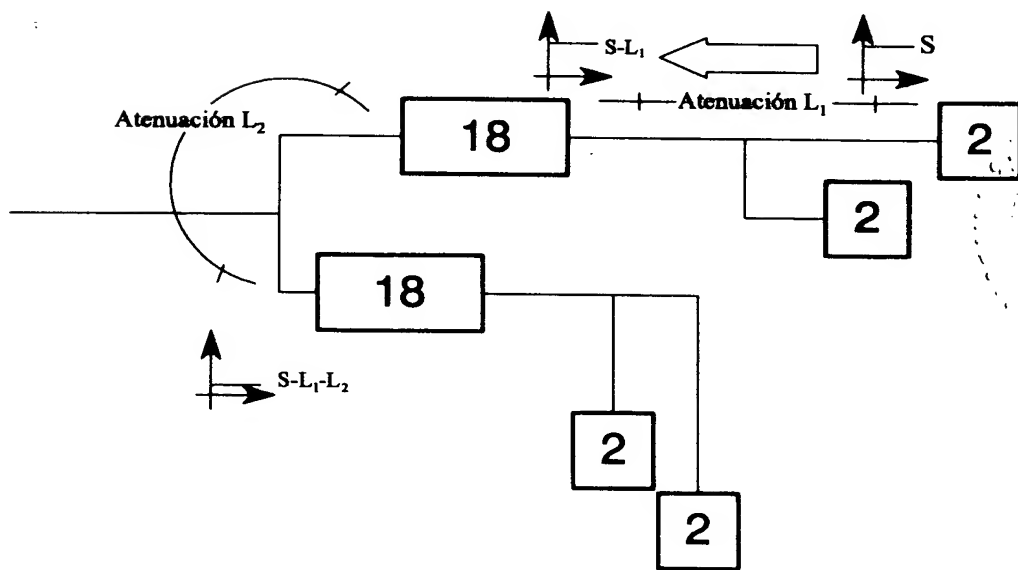 S-L₁
S
Atenuación L₂
Atenuación L₁
18
2
2
18
S-L₁-L₂
2
2